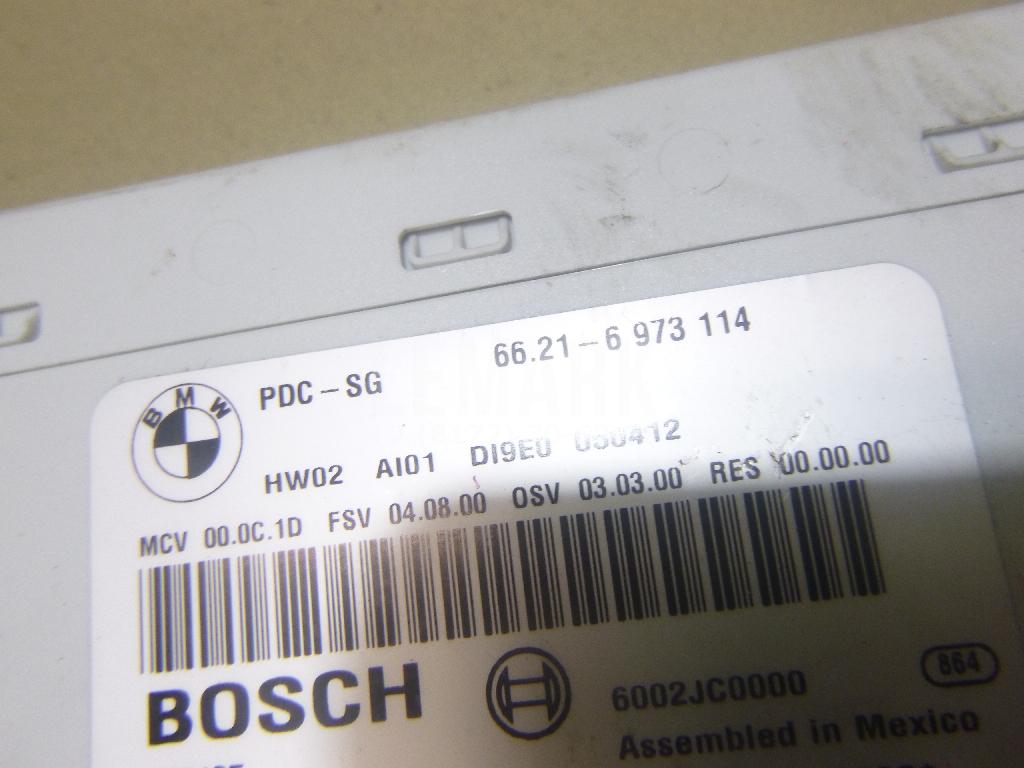 66.21-6 973 114
PDC-SG
BMW
HW02 AI01 DI9E0 050412
MCV 00.0C.1D FSV 04.08.00 OSV 03.03.00 RES 00.00.00
BOSCH
6002JC0000
864
Assembled in Mexico